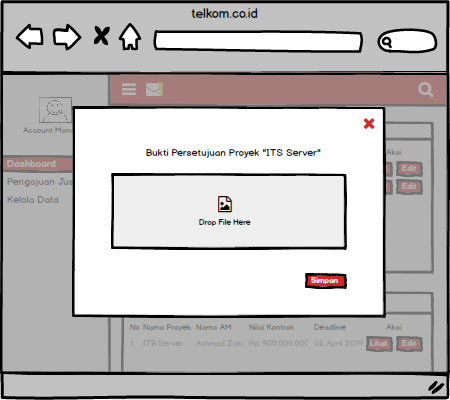 telkom.co.id
Account Man
Dashboard
Pengajuan Jus
Kelola Data
Aksi
Edit
Edit
Bukti Persetujuan Proyek "ITS Server"
Drop File Here
Simpan
No Nama Proyek Nama AM Nilai Kontrak Deadline Aksi
1. ITS Server Achmad Zaki Rp. 900.000.000 02 April 2019 Lihat Edit